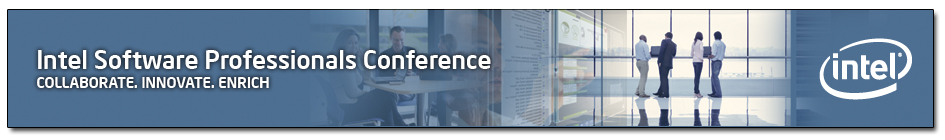 Intel Software Professionals Conference
COLLABORATE. INNOVATE. ENRICH
intel®